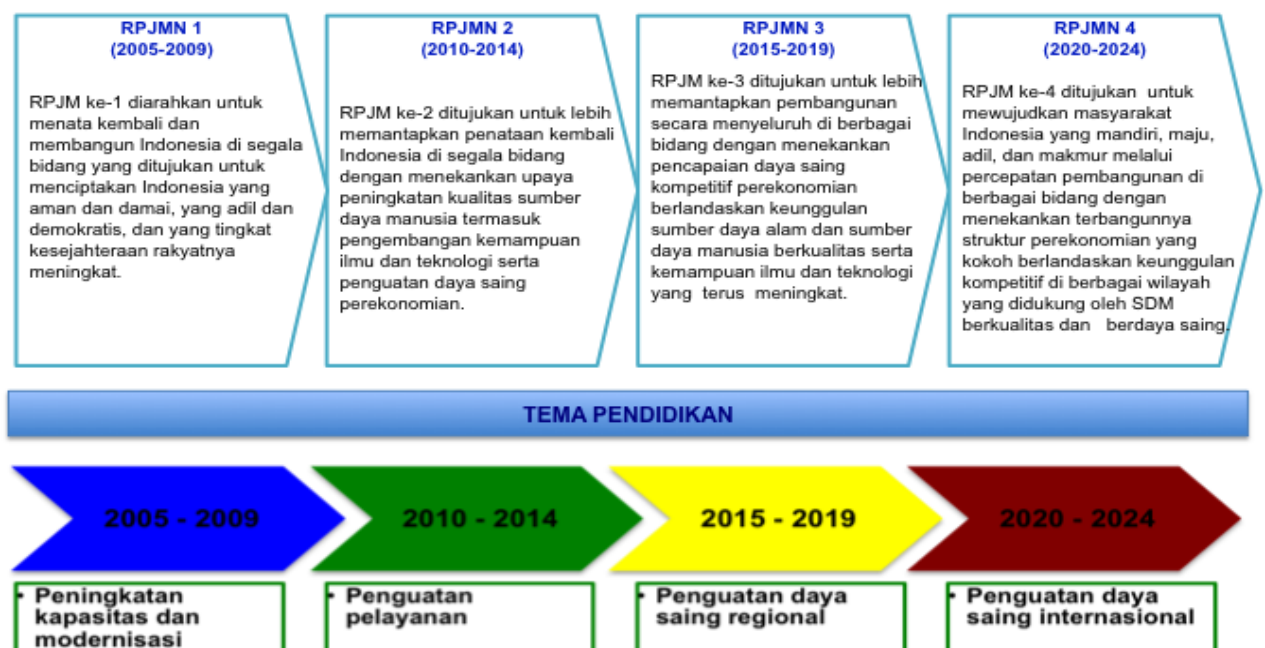 RPJMN 1
(2005-2009)
RPJM ke-1 diarahkan untuk
menata kembali dan
membangun Indonesia di segala
bidang yang ditujukan untuk
menciptakan Indonesia yang
aman dan damai, yang adil dan
demokratis, dan yang tingkat
kesejahteraan rakyatnya
meningkat.
RPJMN 2
(2010-2014)
RPJM ke-2 ditujukan untuk lebih
memantapkan penataan kembali
Indonesia di segala bidang
dengan menekankan upaya
peningkatan kualitas sumber
daya manusia termasuk
pengembangan kemampuan
ilmu dan teknologi serta
penguatan daya saing
perekonomian.
RPJMN 3
(2015-2019)
RPJM ke-3 ditujukan untuk lebih
memantapkan pembangunan
secara menyeluruh di berbagai
bidang dengan menekankan
pencapaian daya saing
kompetitif perekonomian
berlandaskan keunggulan
sumber daya alam dan sumber
daya manusia berkualitas serta
kemampuan ilmu dan teknologi
yang terus meningkat.
RPJMN 4
(2020-2024)
RPJM ke-4 ditujukan untuk
mewujudkan masyarakat
Indonesia yang mandiri, maju,
adil, dan makmur melalui
percepatan pembangunan di
berbagai bidang dengan
menekankan terbangunnya
struktur perekonomian yang
kokoh berlandaskan keunggulan
kompetitif di berbagai wilayah
yang didukung oleh SDM
berkualitas dan berdaya saing.
TEMA PENDIDIKAN
2005 - 2009
2010 - 2014
2015 - 2019
2020 - 2024
• Peningkatan
kapasitas dan
modernisasi
• Penguatan
pelayanan
• Penguatan daya
saing regional
• Penguatan daya
saing internasional